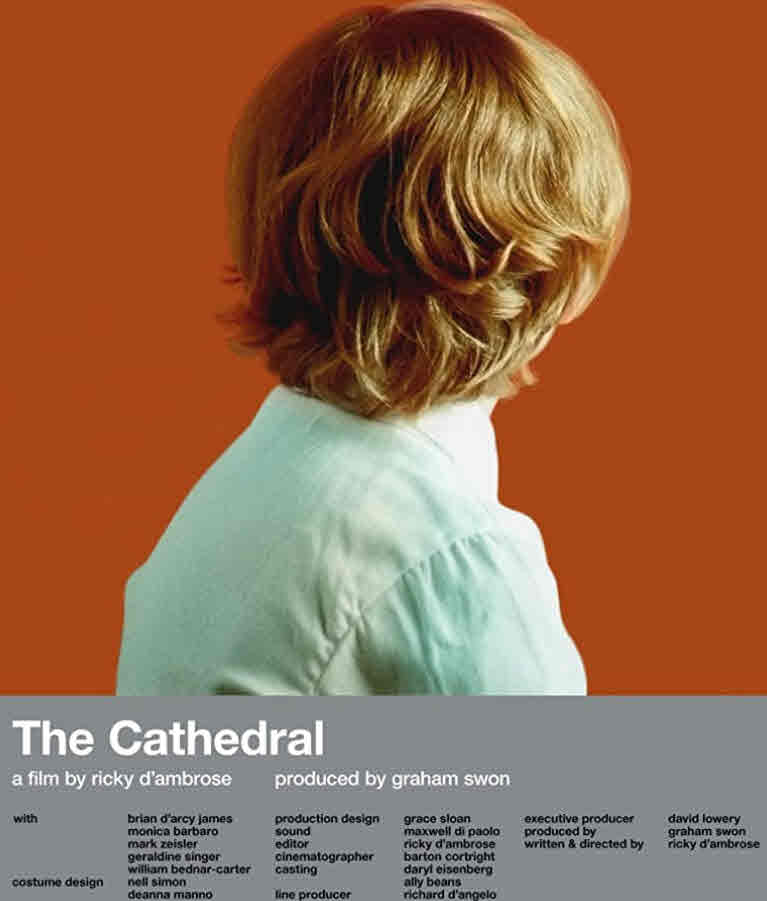 The Cathedral
a film by ricky d'ambrose produced by graham swon
with brian d'arcy james production design grace sloan executive producer david lowery
monica barbaro sound maxwell di paolo produced by graham swon
mark zeisler editor ricky d'ambrose written & directed by ricky d'ambrose
geraldine singer cinematographer barton cortright
william bednar-carter casting daryl eisenberg
costume design nell simon ally beans
deanna manno line producer richard d'angelo